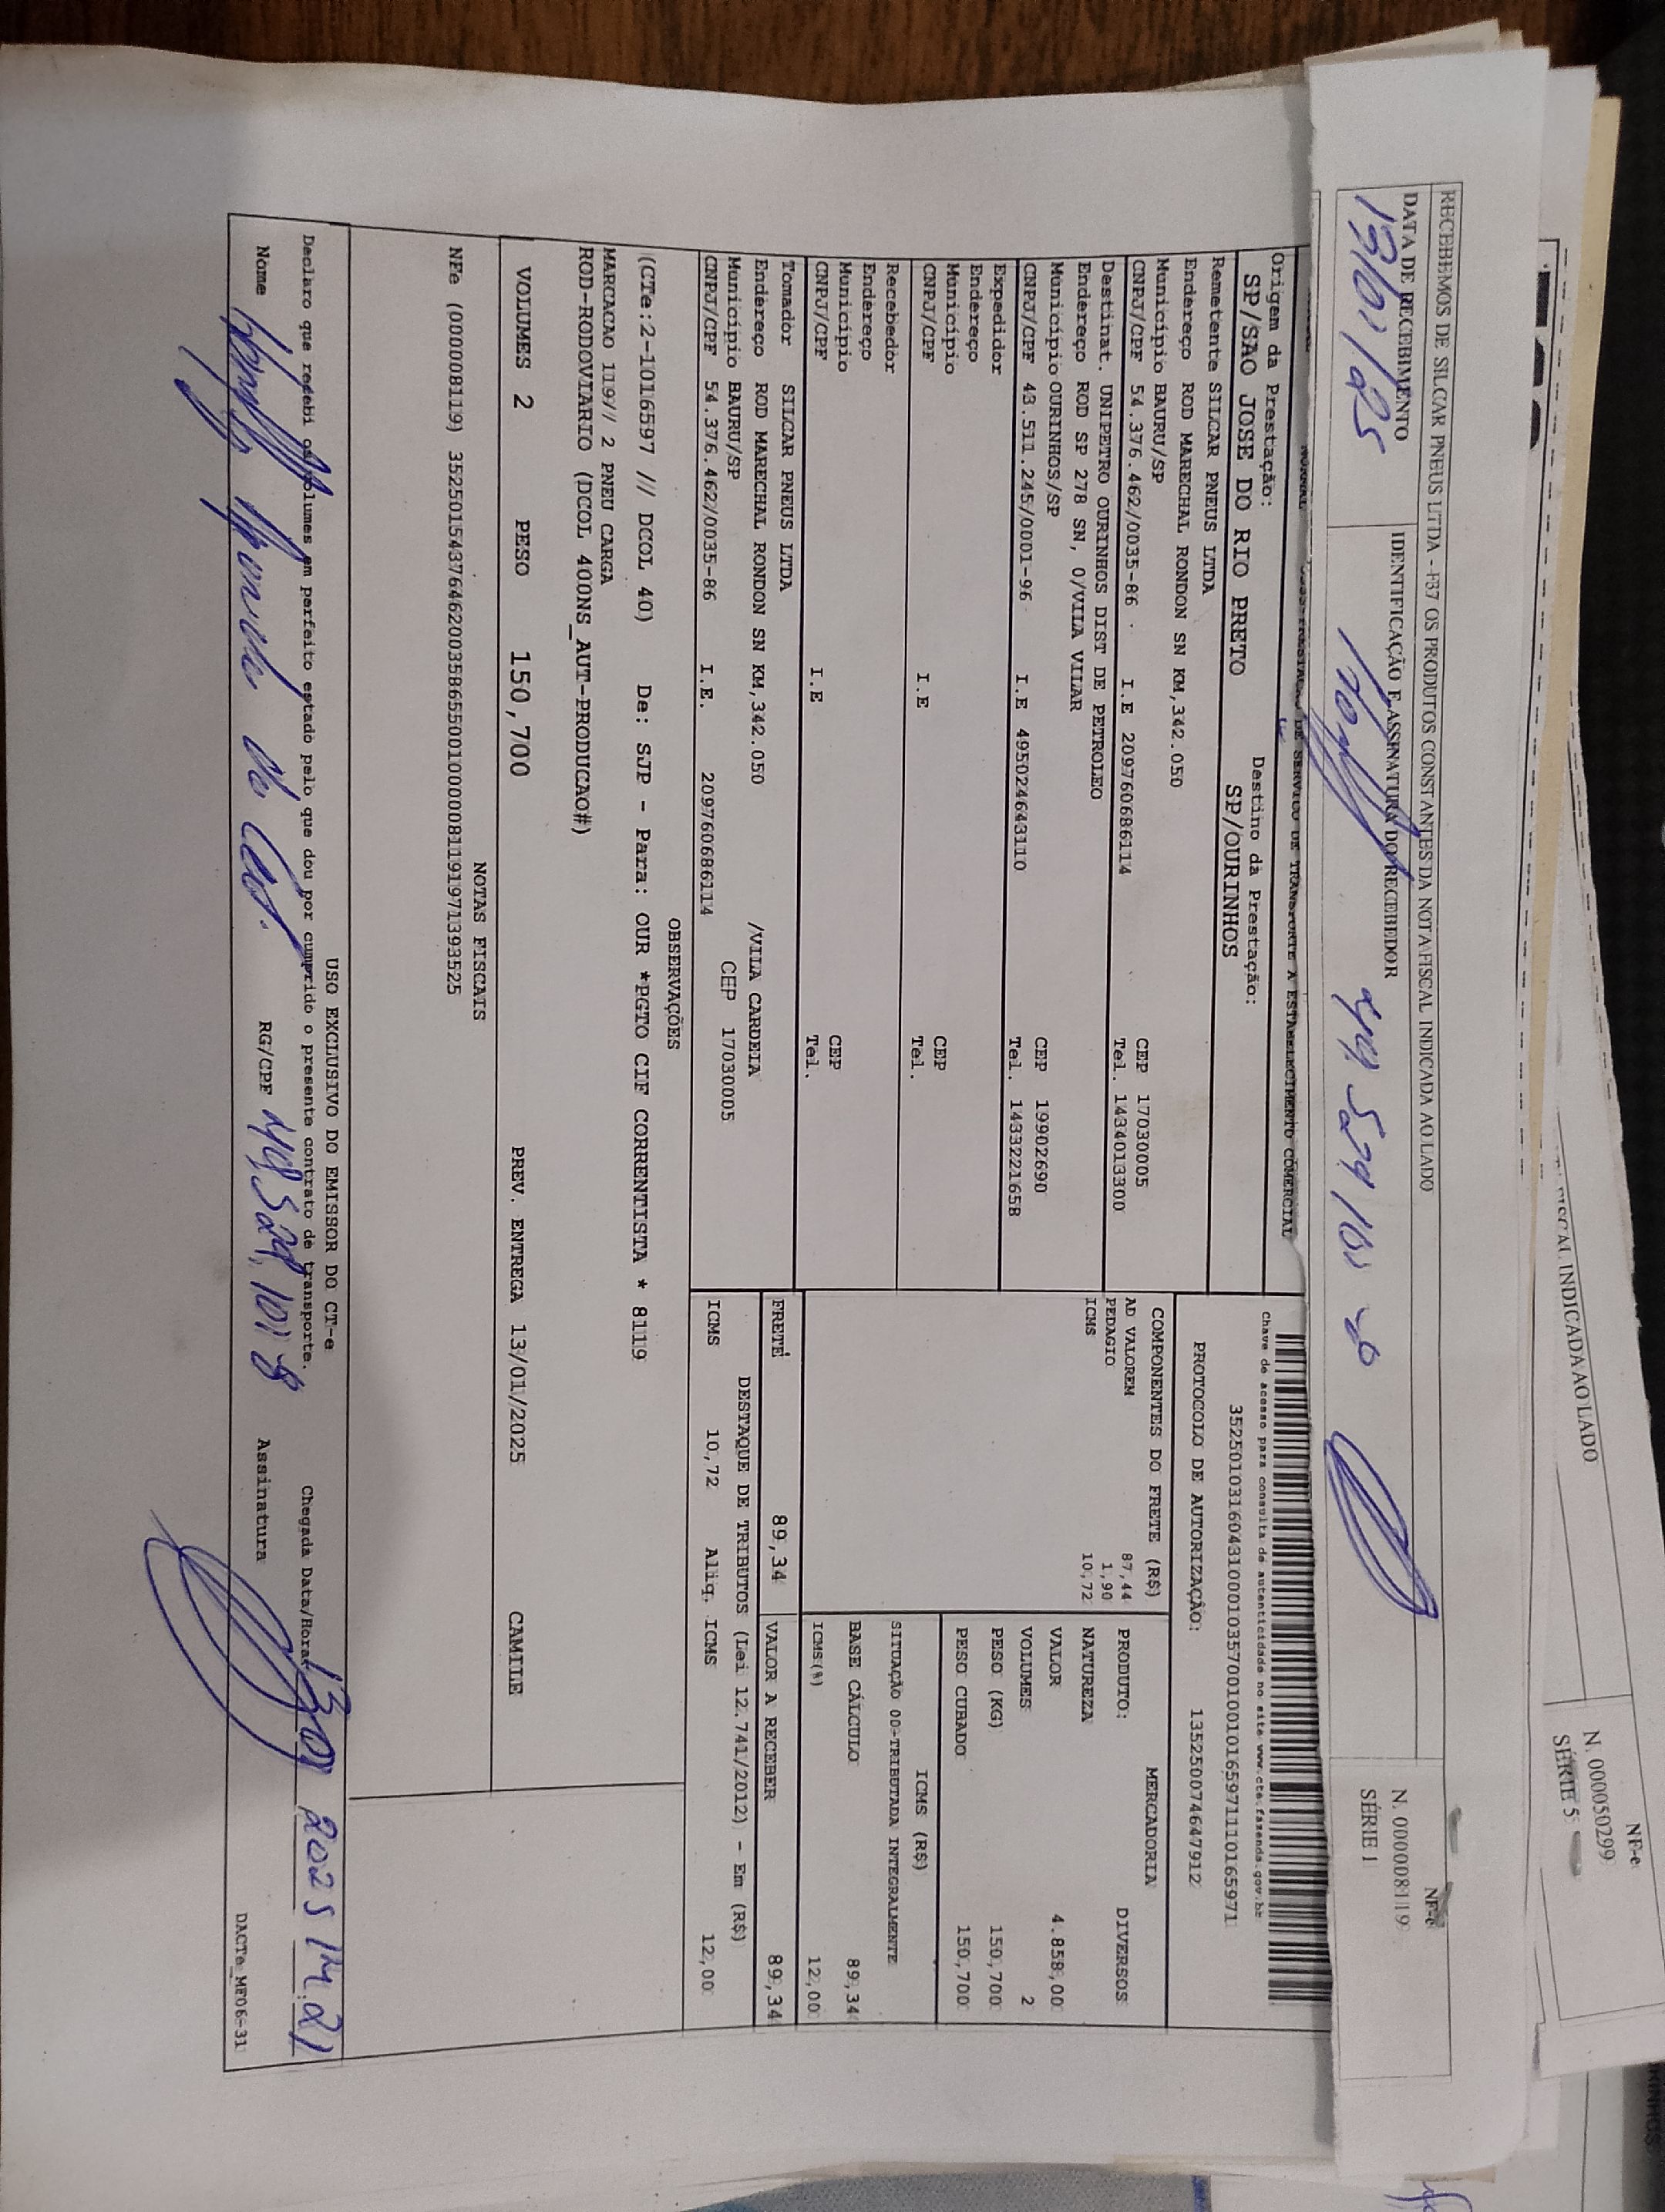 FISCAL INDICADA AO LADO
NF-e
N. 000050299
SÉRIE 5
RECEBEMOS DE SILCAR PNEUS LTDA - F37 OS PRODUTOS CONSTANTES DA NOTA FISCAL INDICADA AO LADO
DATA DE RECEBIMENTO
IDENTIFICAÇÃO E ASSINATURA DO RECEBEDOR
13/01/25
NF-e
N. 000008119
SÉRIE 1
DE SERVIÇO DE TRANSPORTE A ESTABELECIMENTO COMERCIAL
Origem da Prestação:
SP/SAO JOSE DO RIO PRETO
Destino da Prestação:
SP/OURINHOS
Chave de acesso para consulta de autenticidade no site www.cte.fazenda.gov.br
35250103160431000103570010010165971110165971
PROTOCOLO DE AUTORIZAÇÃO: 135250074647912
Remetente SILCAR PNEUS LTDA
Endereço ROD MARECHAL RONDON SN KM,342.050
Município BAURU/SP CEP 17030005
CNPJ/CPF 54.376.462/0035-86 I.E 209760686114 Tel. 1434013300
Destinat. UNIPETRO OURINHOS DIST DE PETROLEO
Endereço ROD SP 278 SN, 0/VILA VILAR
Município OURINHOS/SP CEP 19902690
CNPJ/CPF 43.511.245/0001-96 I.E 495024643110 Tel. 1433221658
Expedidor
Endereço
Município CEP
CNPJ/CPF I.E Tel.
Recebedor
Endereço
Município CEP
CNPJ/CPF I.E Tel.
Tomador SILCAR PNEUS LTDA
Endereço ROD MARECHAL RONDON SN KM,342.050 /VILA CARDEIA
Município BAURU/SP CEP 17030005
CNPJ/CPF 54.376.462/0035-86 I.E. 209760686114
COMPONENTES DO FRETE (R$)
AD VALOREM 87,44
PEDAGIO 1,90
ICMS 10,72
MERCADORIA
PRODUTO: DIVERSOS
NATUREZA
VALOR 4.858,00
VOLUMES 2
PESO (KG) 150,700
PESO CUBADO 150,700
ICMS (R$)
SITUAÇÃO 00-TRIBUTADA INTEGRALMENTE
BASE CÁLCULO 89,34
ICMS(%) 12,00
FRETE 89,34
VALOR A RECEBER 89,34
DESTAQUE DE TRIBUTOS (Lei 12.741/2012) - Em (R$)
ICMS 10,72 Aliq. ICMS 12,00
OBSERVAÇÕES
(CTe:2-1016597 /// DCOL 40) De: SJP - Para: OUR *PGTO CIF CORRENTISTA * 8119
MARCACAO 119// 2 PNEU CARGA
ROD-RODOVIARIO (DCOL 400NS_AUT-PRODUCAO#)
VOLUMES 2 PESO 150,700 PREV. ENTREGA 13/01/2025 CAMILE
NOTAS FISCAIS
NFe (000008119) 35250154376462003586550010000081191971393525
USO EXCLUSIVO DO EMISSOR DO CT-e
Declaro que recebi os volumes em perfeito estado pelo que dou por cumprido o presente contrato de transporte. Chegada Data/Hora: 13 01 2025 14:21
Nome
RG/CPF
Assinatura
DACTe_MF06-31